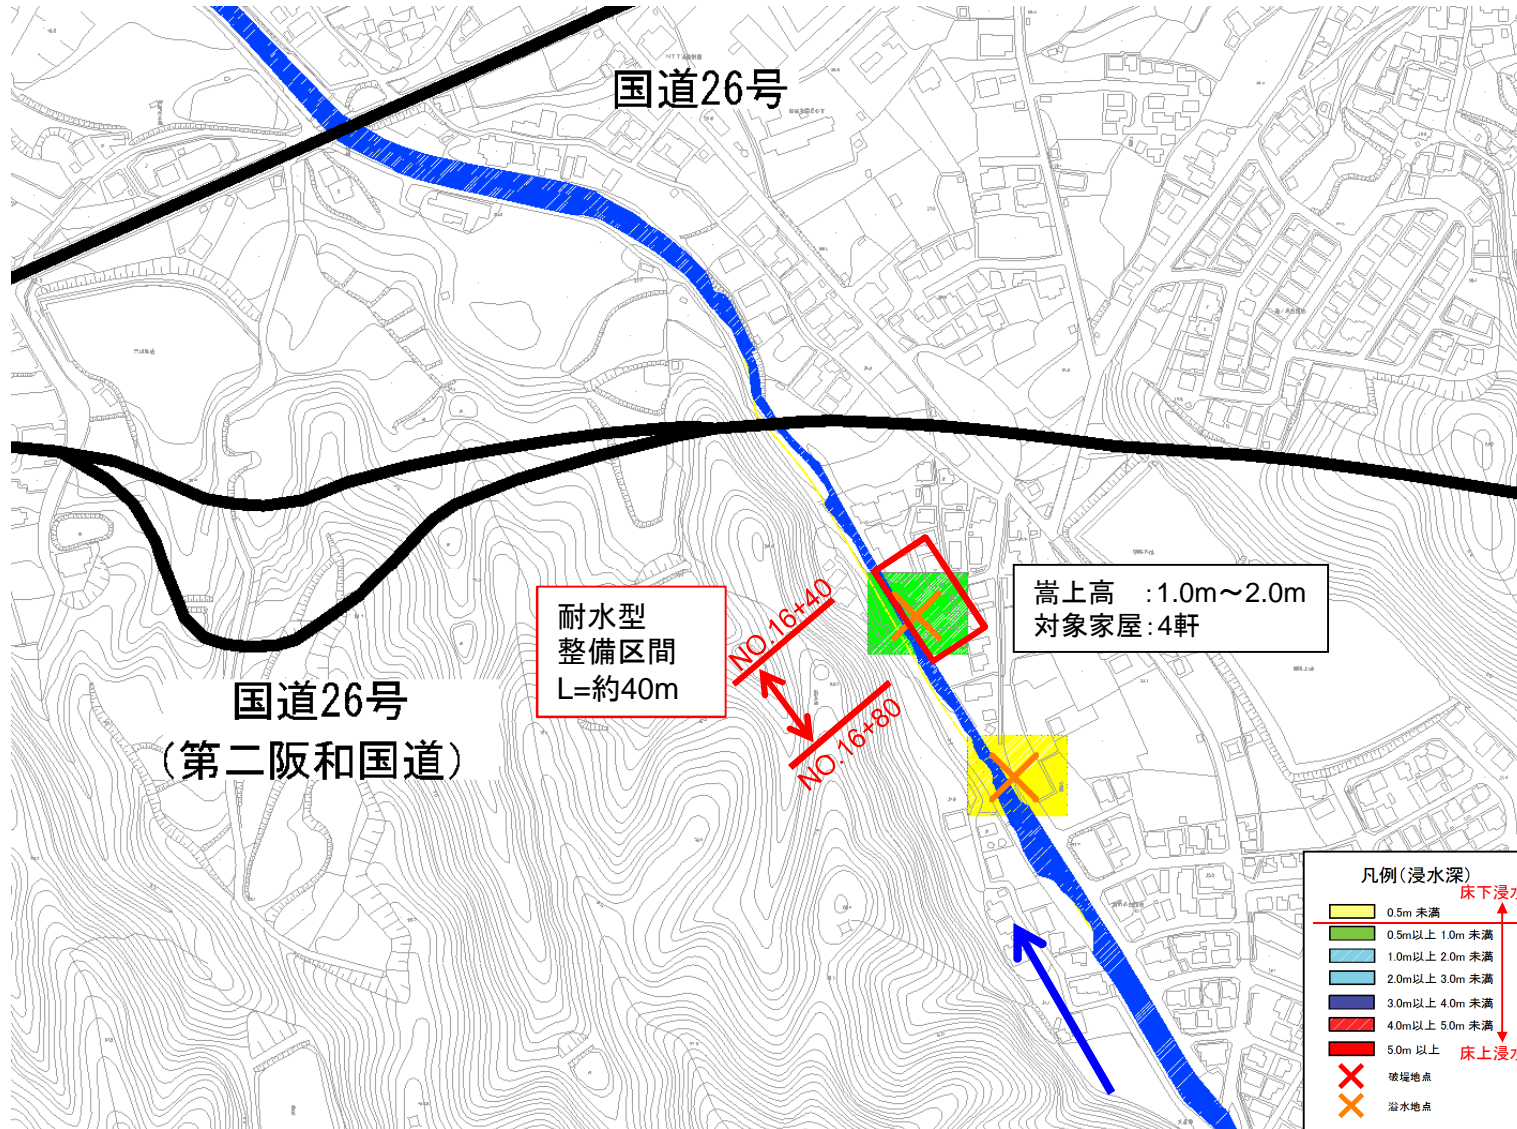 国道26号
耐水型
整備区間
L=約40m
NO.16+40
NO.16+80
嵩上高　:1.0m～2.0m
対象家屋:4軒
国道26号
（第二阪和国道）
凡例(浸水深)
床下浸水
0.5m 未満
0.5m以上 1.0m 未満
1.0m以上 2.0m 未満
2.0m以上 3.0m 未満
3.0m以上 4.0m 未満
4.0m以上 5.0m 未満
5.0m 以上
床上浸水
破堤地点
溢水地点